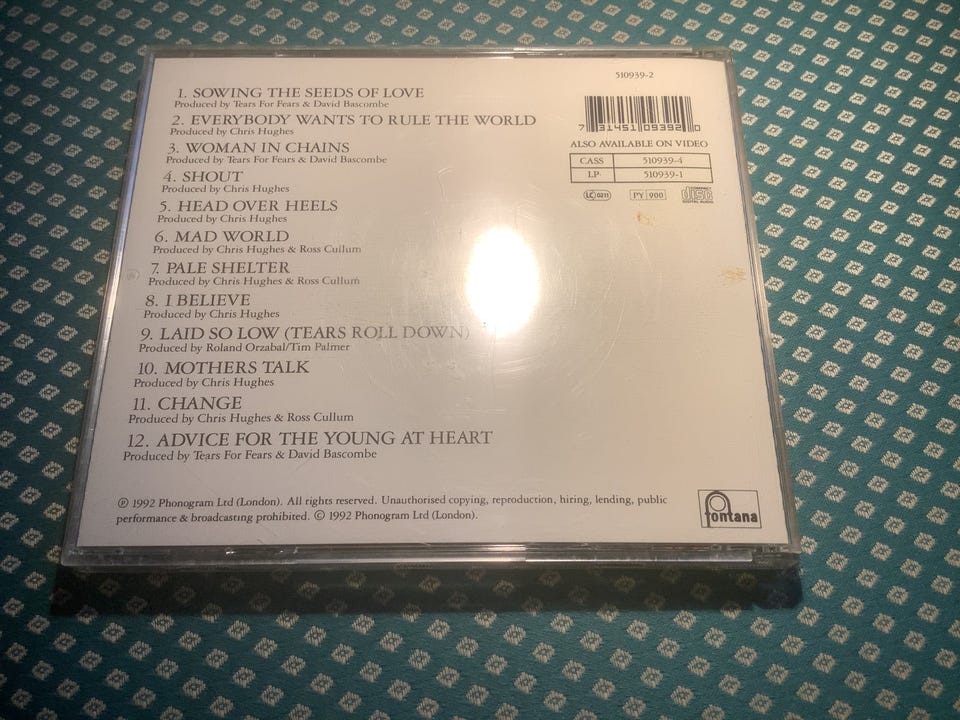 510939-2
1. SOWING THE SEEDS OF LOVE
Produced by Tears For Fears & David Bascombe
2. EVERYBODY WANTS TO RULE THE WORLD
Produced by Chris Hughes
3. WOMAN IN CHAINS
Produced by Tears For Fears & David Bascombe
4. SHOUT
Produced by Chris Hughes
5. HEAD OVER HEELS
Produced by Chris Hughes
6. MAD WORLD
Produced by Chris Hughes & Ross Cullum
7. PALE SHELTER
Produced by Chris Hughes & Ross Cullum
8. I BELIEVE
Produced by Chris Hughes
9. LAID SO LOW (TEARS ROLL DOWN)
Produced by Roland Orzabal/Tim Palmer
10. MOTHERS TALK
Produced by Chris Hughes
11. CHANGE
Produced by Chris Hughes & Ross Cullum
12. ADVICE FOR THE YOUNG AT HEART
Produced by Tears For Fears & David Bascombe
7 31451 09392 0
ALSO AVAILABLE ON VIDEO
CASS 510939-4
LP 510939-1
LC 0211 PY 900 COMPACT disc DIGITAL AUDIO
℗ 1992 Phonogram Ltd (London). All rights reserved. Unauthorised copying, reproduction, hiring, lending, public
performance & broadcasting prohibited. © 1992 Phonogram Ltd (London).
fontana